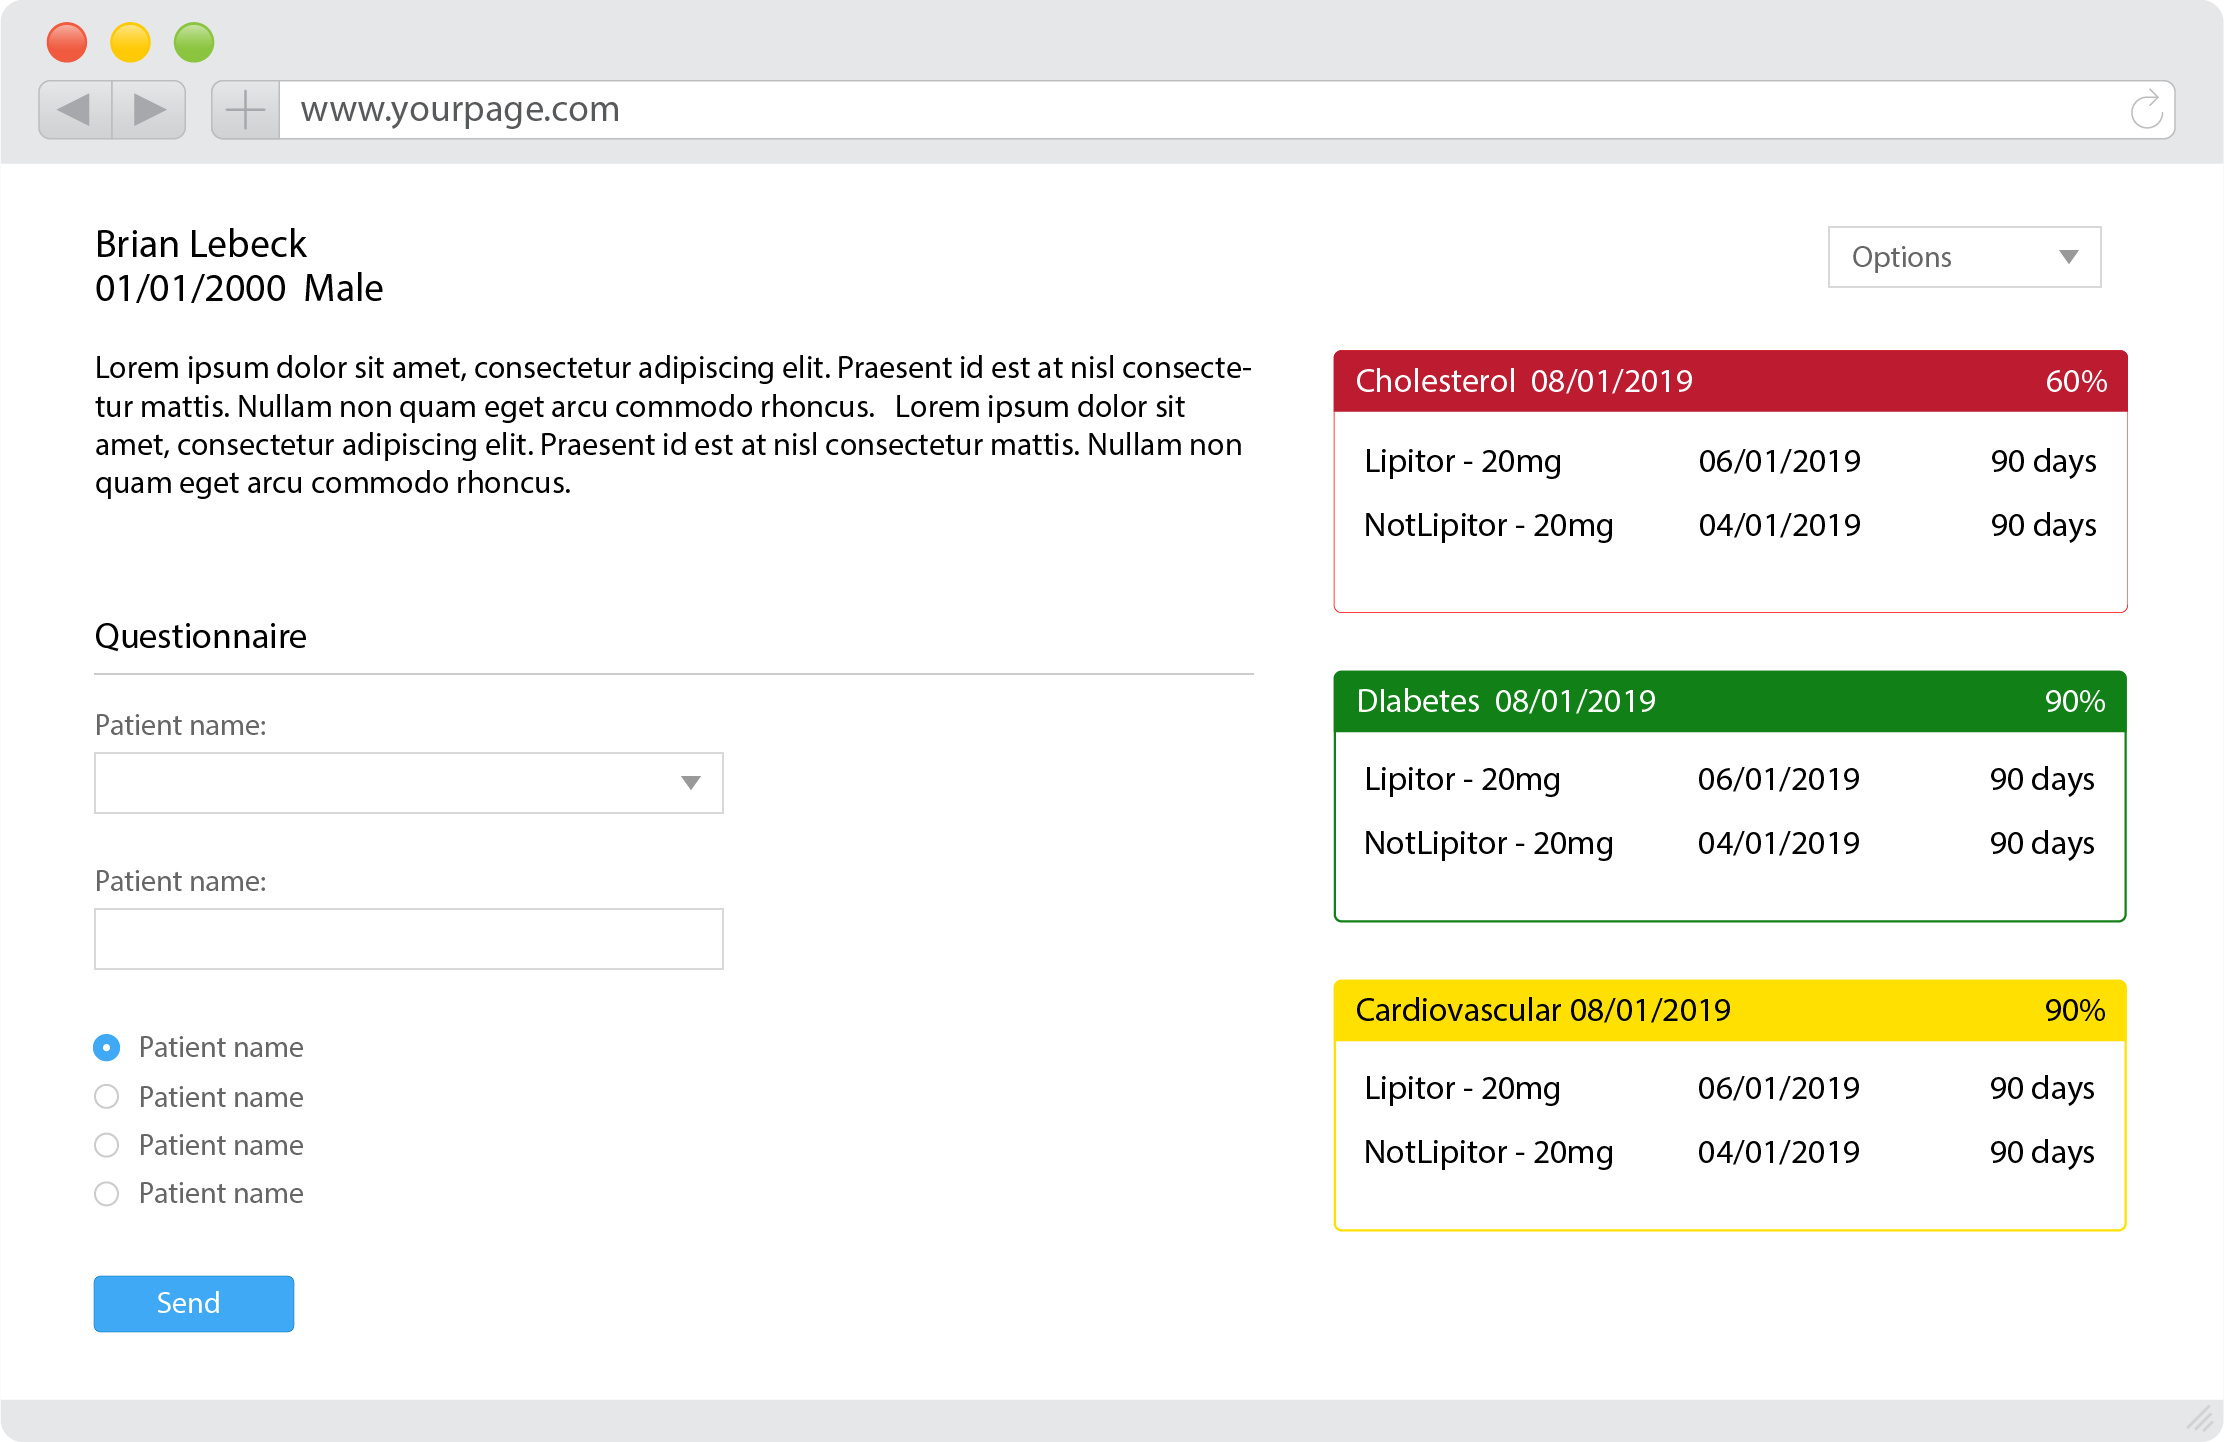 www.yourpage.com
Brian Lebeck
01/01/2000  Male
Options
Lorem ipsum dolor sit amet, consectetur adipiscing elit. Praesent id est at nisl consecte-
tur mattis. Nullam non quam eget arcu commodo rhoncus.   Lorem ipsum dolor sit
amet, consectetur adipiscing elit. Praesent id est at nisl consectetur mattis. Nullam non
quam eget arcu commodo rhoncus.
Questionnaire
Patient name:
Patient name:
Patient name
Patient name
Patient name
Patient name
Send
Cholesterol  08/01/2019 60%
Lipitor - 20mg 06/01/2019 90 days
NotLipitor - 20mg 04/01/2019 90 days
DIabetes  08/01/2019 90%
Lipitor - 20mg 06/01/2019 90 days
NotLipitor - 20mg 04/01/2019 90 days
Cardiovascular 08/01/2019 90%
Lipitor - 20mg 06/01/2019 90 days
NotLipitor - 20mg 04/01/2019 90 days